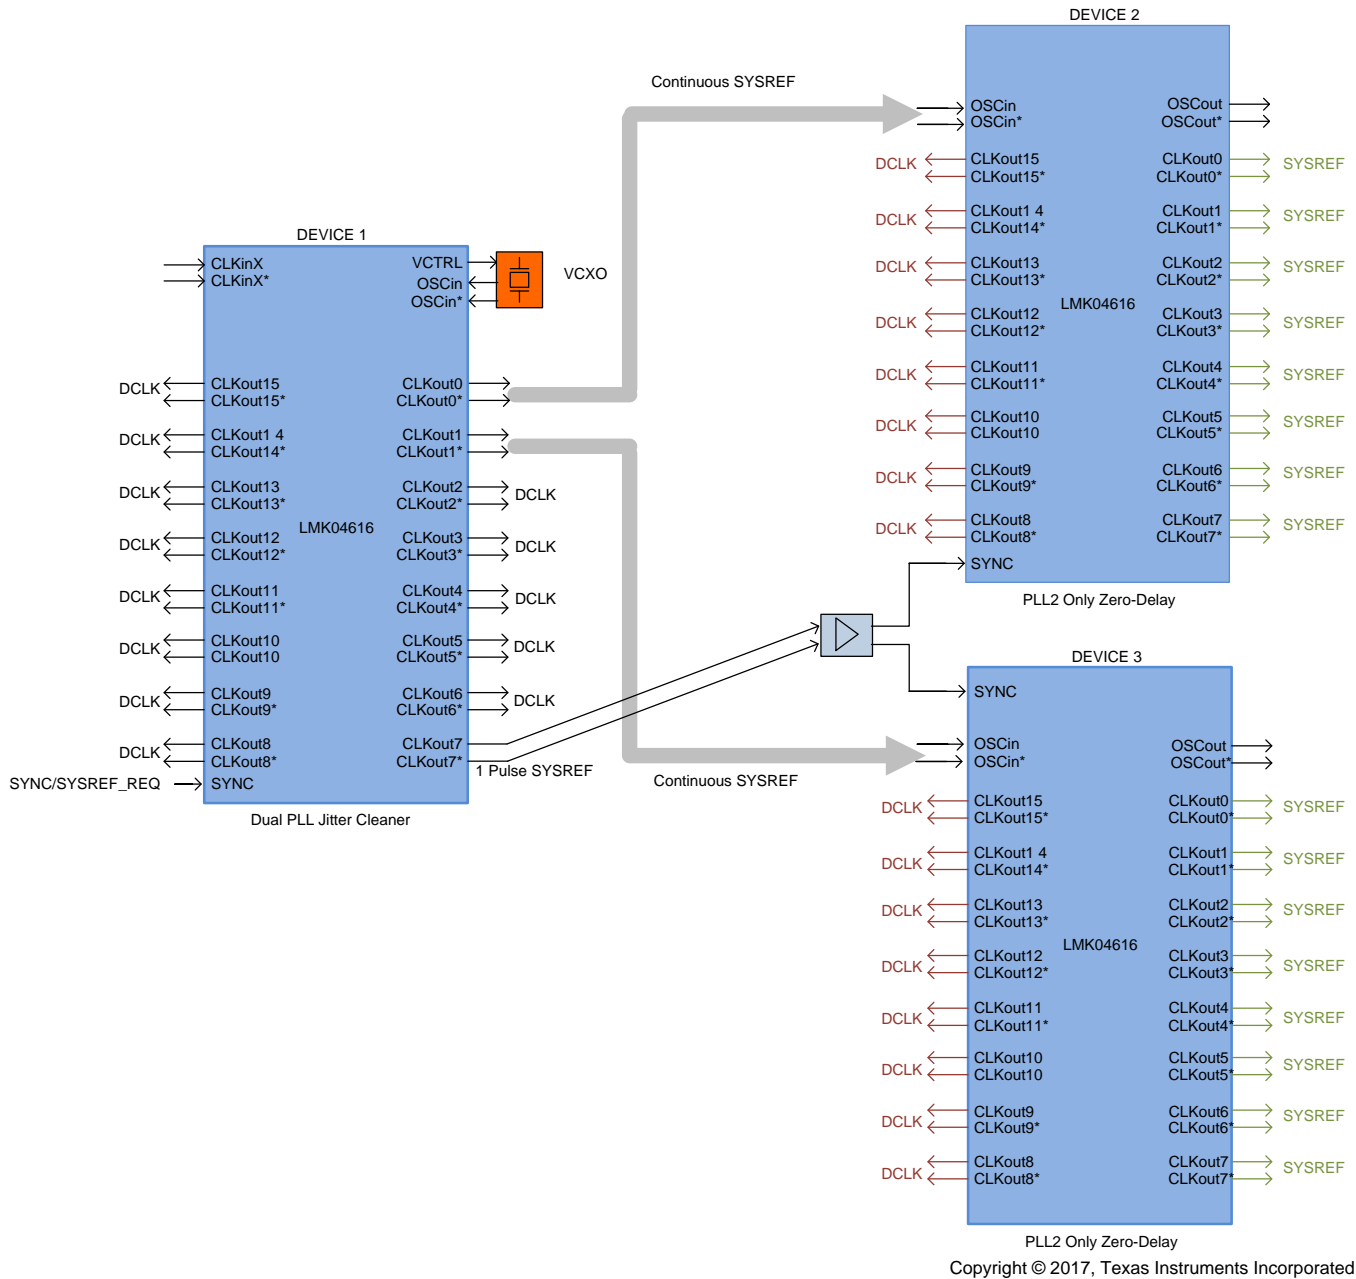 DEVICE 1
CLKinX
CLKinX*
VCTRL
OSCin
OSCin*
VCXO
DCLK
CLKout15
CLKout15*
CLKout0
CLKout0*
DCLK
CLKout1 4
CLKout14*
CLKout1
CLKout1*
DCLK
CLKout13
CLKout13*
CLKout2
CLKout2*
DCLK
LMK04616
DCLK
CLKout12
CLKout12*
CLKout3
CLKout3*
DCLK
DCLK
CLKout11
CLKout11*
CLKout4
CLKout4*
DCLK
DCLK
CLKout10
CLKout10
CLKout5
CLKout5*
DCLK
DCLK
CLKout9
CLKout9*
CLKout6
CLKout6*
DCLK
DCLK
CLKout8
CLKout8*
CLKout7
CLKout7*
1 Pulse SYSREF
SYNC/SYSREF_REQ
SYNC
Dual PLL Jitter Cleaner
Continuous SYSREF
Continuous SYSREF
DEVICE 2
OSCin
OSCin*
OSCout
OSCout*
DCLK
CLKout15
CLKout15*
CLKout0
CLKout0*
SYSREF
DCLK
CLKout1 4
CLKout14*
CLKout1
CLKout1*
SYSREF
DCLK
CLKout13
CLKout13*
CLKout2
CLKout2*
SYSREF
LMK04616
DCLK
CLKout12
CLKout12*
CLKout3
CLKout3*
SYSREF
DCLK
CLKout11
CLKout11*
CLKout4
CLKout4*
SYSREF
DCLK
CLKout10
CLKout10
CLKout5
CLKout5*
SYSREF
DCLK
CLKout9
CLKout9*
CLKout6
CLKout6*
SYSREF
DCLK
CLKout8
CLKout8*
CLKout7
CLKout7*
SYSREF
SYNC
PLL2 Only Zero-Delay
DEVICE 3
SYNC
OSCin
OSCin*
OSCout
OSCout*
DCLK
CLKout15
CLKout15*
CLKout0
CLKout0*
SYSREF
DCLK
CLKout1 4
CLKout14*
CLKout1
CLKout1*
SYSREF
DCLK
CLKout13
CLKout13*
CLKout2
CLKout2*
SYSREF
LMK04616
DCLK
CLKout12
CLKout12*
CLKout3
CLKout3*
SYSREF
DCLK
CLKout11
CLKout11*
CLKout4
CLKout4*
SYSREF
DCLK
CLKout10
CLKout10
CLKout5
CLKout5*
SYSREF
DCLK
CLKout9
CLKout9*
CLKout6
CLKout6*
SYSREF
DCLK
CLKout8
CLKout8*
CLKout7
CLKout7*
SYSREF
PLL2 Only Zero-Delay
Copyright © 2017, Texas Instruments Incorporated